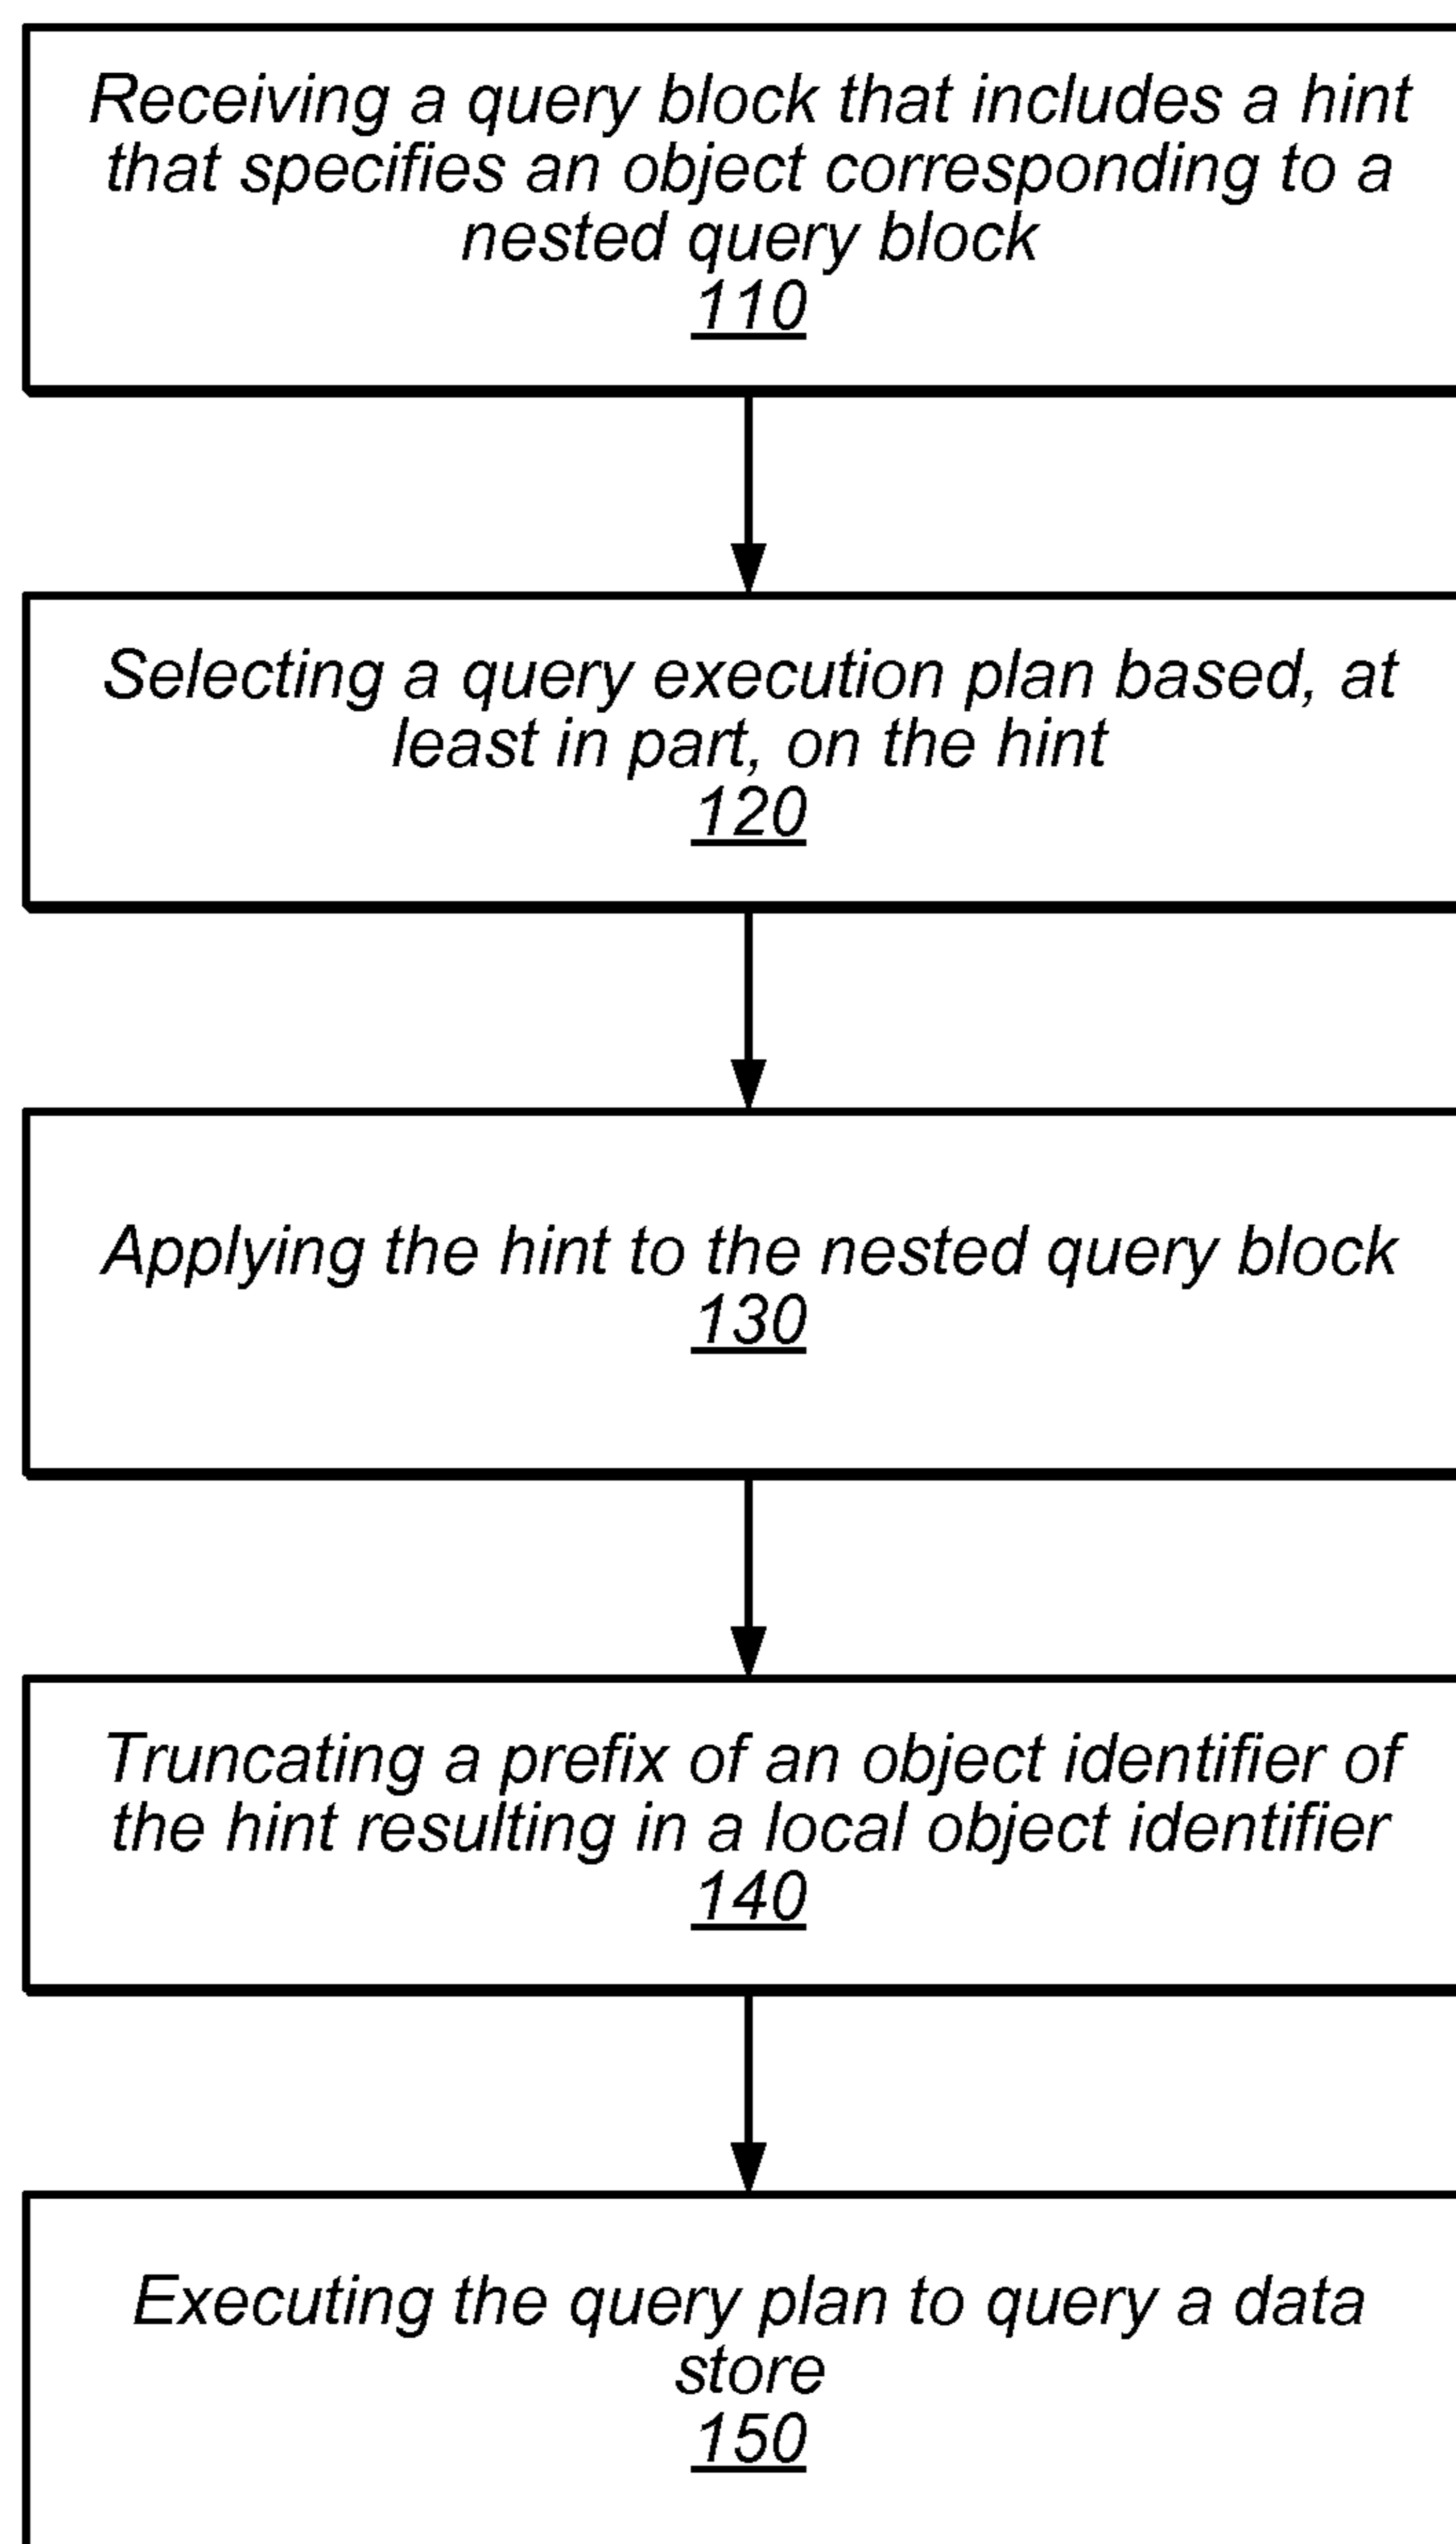 Receiving a query block that includes a hint
that specifies an object corresponding to a
nested query block
110
Selecting a query execution plan based, at
least in part, on the hint
120
Applying the hint to the nested query block
130
Truncating a prefix of an object identifier of
the hint resulting in a local object identifier
140
Executing the query plan to query a data
store
150